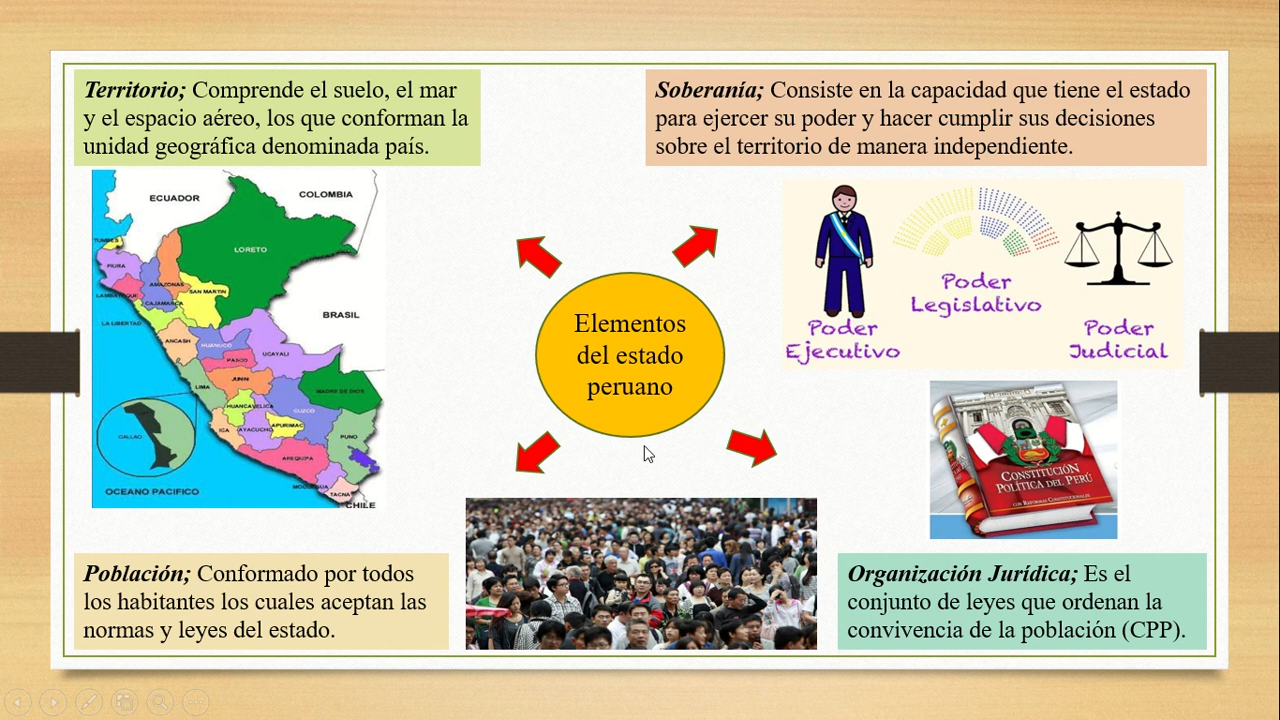 Territorio; Comprende el suelo, el mar
y el espacio aéreo, los que conforman la
unidad geográfica denominada país.
Soberanía; Consiste en la capacidad que tiene el estado
para ejercer su poder y hacer cumplir sus decisiones
sobre el territorio de manera independiente.
ECUADOR
COLOMBIA
TUMBES
LORETO
PIURA
AMAZONAS
LAMBAYEQUE
SAN MARTIN
CAJAMARCA
BRASIL
LA LIBERTAD
ANCASH
HUANUCO
UCAYALI
PASCO
JUNIN
LIMA
MADRE DE DIOS
HUANCAVELICA
CUZCO
ICA
AYACUCHO
APURIMAC
CALLAO
PUNO
AREQUIPA
MOQUEGUA
TACNA
OCEANO PACIFICO
CHILE
Elementos
del estado
peruano
Poder
Ejecutivo
Poder
Legislativo
Poder
Judicial
CONSTITUCIÓN
POLÍTICA DEL PERÚ
CON REFORMAS CONSTITUCIONALES
Población; Conformado por todos
los habitantes los cuales aceptan las
normas y leyes del estado.
Organización Jurídica; Es el
conjunto de leyes que ordenan la
convivencia de la población (CPP).